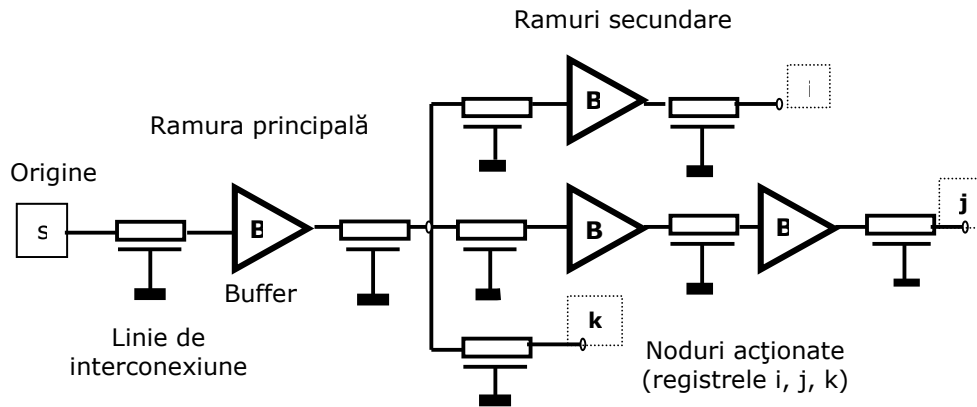 Ramuri secundare
B
Ramura principală
Origine
s
B
Buffer
B
B
j
k
Linie de
interconexiune
Noduri acţionate
(registrele i, j, k)